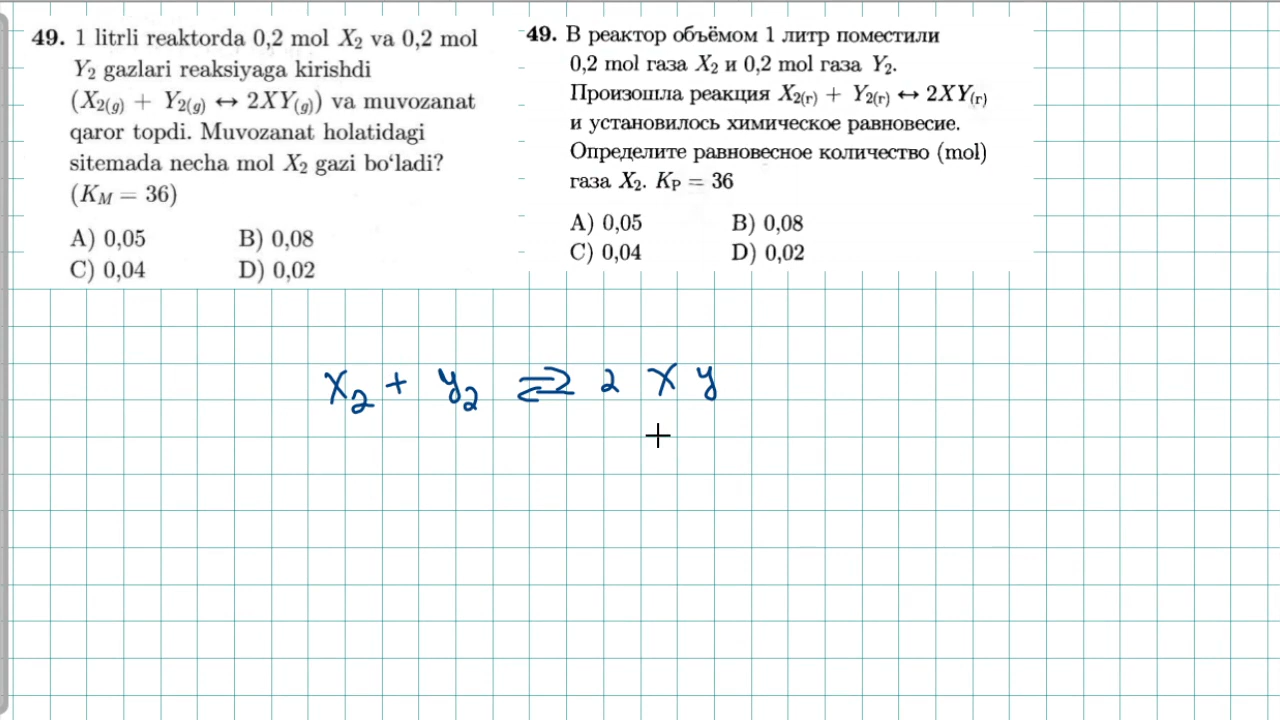 49. 1 litrli reaktorda 0,2 mol X₂ va 0,2 mol
Y₂ gazlari reaksiyaga kirishdi
(X₂₍g₎ + Y₂₍g₎ ↔ 2XY₍g₎) va muvozanat
qaror topdi. Muvozanat holatidagi
sitemada necha mol X₂ gazi bo‘ladi?
(K_M = 36)
A) 0,05 B) 0,08
C) 0,04 D) 0,02
49. В реактор объёмом 1 литр поместили
0,2 mol газа X₂ и 0,2 mol газа Y₂.
Произошла реакция X₂₍г₎ + Y₂₍г₎ ↔ 2XY₍г₎
и установилось химическое равновесие.
Определите равновесное количество (mol)
газа X₂. K_P = 36
A) 0,05 B) 0,08
C) 0,04 D) 0,02
X₂ + y₂ ⇄ 2 X y